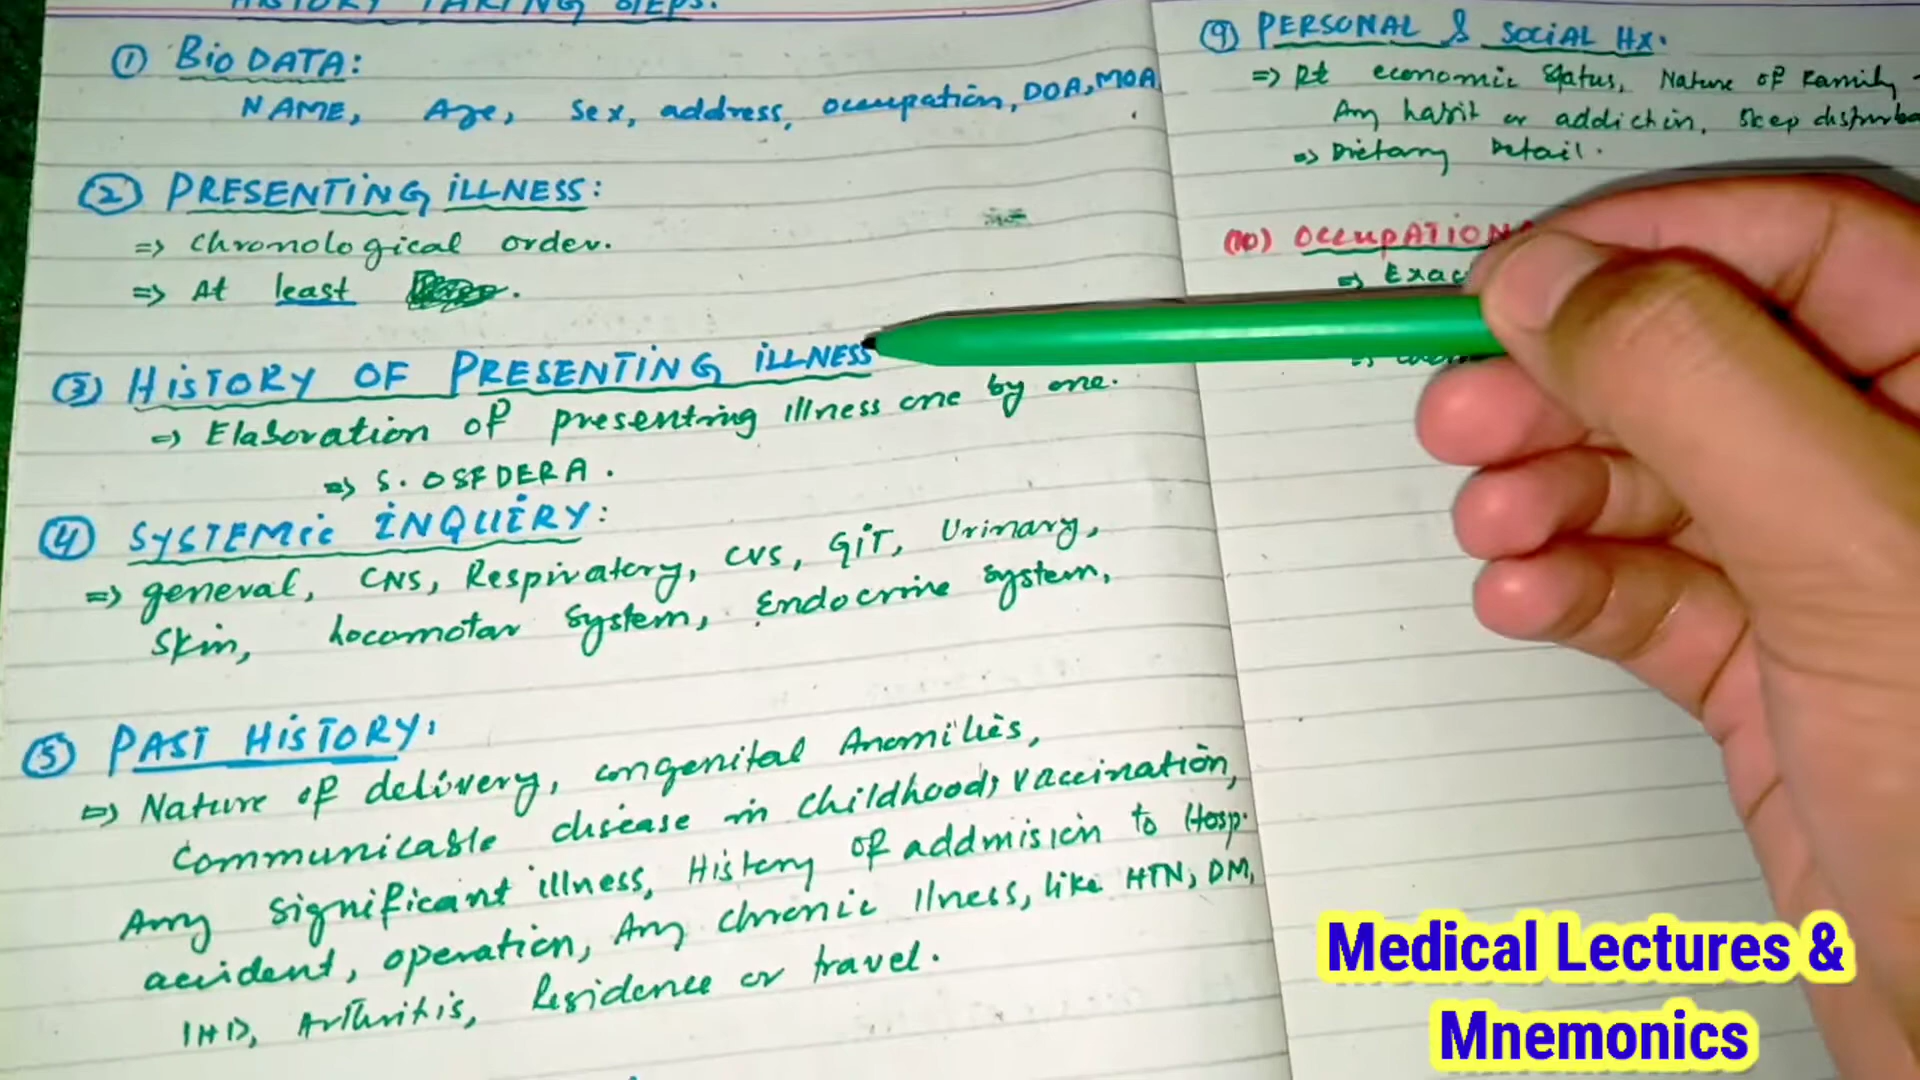 HISTORY TAKING STEPS:
① BIO DATA:
NAME, Age, Sex, address, occupation, DOA, MOA
② PRESENTING ILLNESS:
=> Chronological order.
=> At least
③ HISTORY OF PRESENTING ILLNESS
=> Elaboration of presenting illness one by one.
=> S. OSFDERA.
④ SYSTEMIC INQUIRY:
=> general, CNS, Respiratory, CVS, GIT, Urinary,
Skin, Locomotar system, Endocrine system,
⑤ PAST HISTORY:
=> Nature of delivery, congenital Anomilies,
Communicable disease in childhood, vaccination,
Any significant illness, History of addmision to Hosp.
accident, operation, Any chronic illness, like HTN, DM,
IHD, Arthritis, Residence or travel.
⑨ PERSONAL & SOCIAL HX.
=> Pt economic status, Nature of Family
Any habit or addiction, Sleep
=> Dietary Detail.
(10) OCCUPATION
=> Exac
Medical Lectures &
Mnemonics